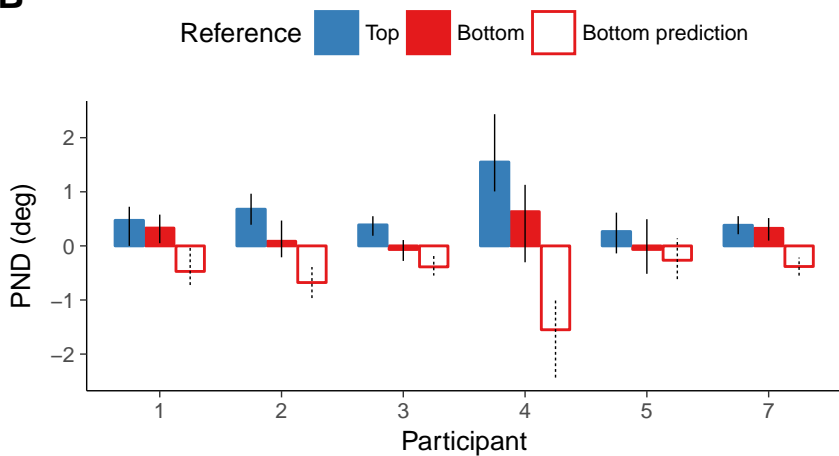 B
Reference Top Bottom Bottom prediction
PND (deg)
2
1
0
−1
−2
1 2 3 4 5 7
Participant